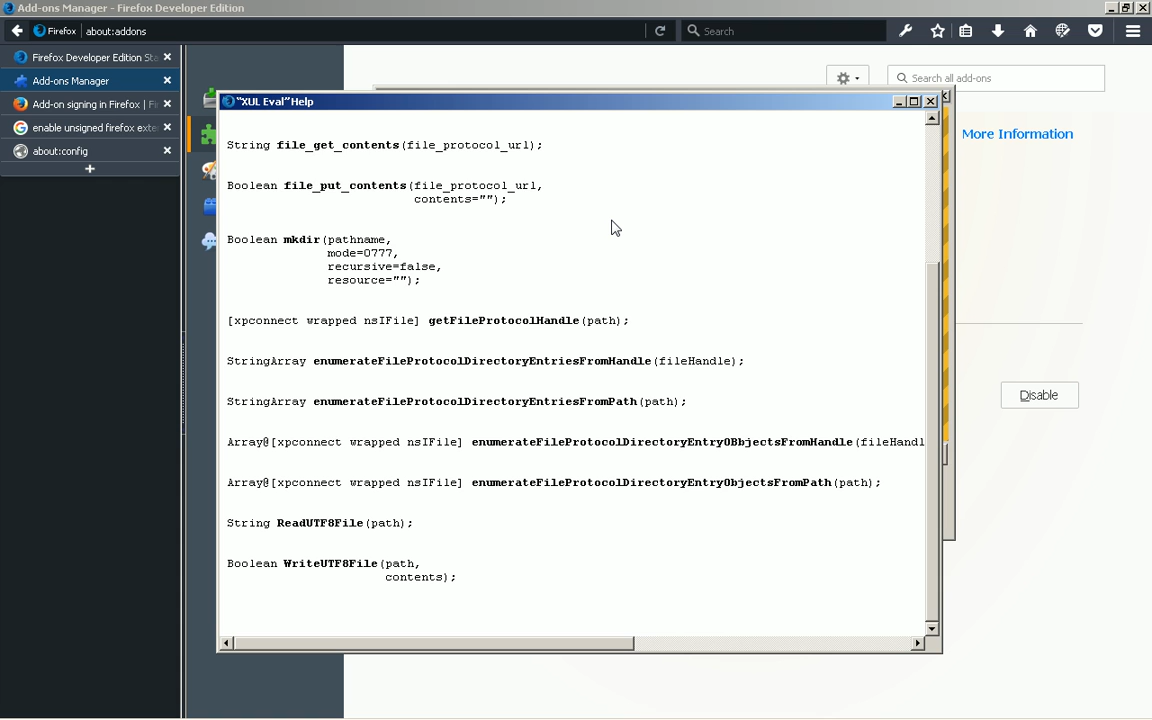 Add-ons Manager - Firefox Developer Edition
Firefox about:addons
Search
Firefox Developer Edition Sta
Add-ons Manager
Add-on signing in Firefox | Fi
enable unsigned firefox exte
about:config
Search all add-ons
More Information
Disable
"XUL Eval"Help
String file_get_contents(file_protocol_url);
Boolean file_put_contents(file_protocol_url,
contents="");
Boolean mkdir(pathname,
mode=0777,
recursive=false,
resource="");
[xpconnect wrapped nsIFile] getFileProtocolHandle(path);
StringArray enumerateFileProtocolDirectoryEntriesFromHandle(fileHandle);
StringArray enumerateFileProtocolDirectoryEntriesFromPath(path);
Array@[xpconnect wrapped nsIFile] enumerateFileProtocolDirectoryEntryOBbjectsFromHandle(fileHandl
Array@[xpconnect wrapped nsIFile] enumerateFileProtocolDirectoryEntryObjectsFromPath(path);
String ReadUTF8File(path);
Boolean WriteUTF8File(path,
contents);